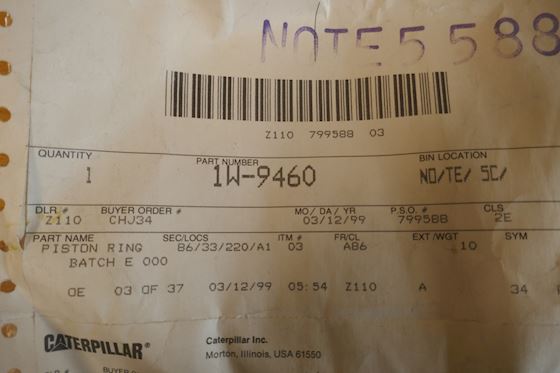 NOTE 5 588
Z110 799588 03
QUANTITY PART NUMBER BIN LOCATION
1 1W-9460 NO/TE/ 5C/
DLR.# BUYER ORDER # MO/ DA/ YR P.S.O.# CLS
Z110 CHJ34 03/12/99 799588 2E
PART NAME SEC/LOCS ITM # FR/CL EXT /WGT SYM
PISTON RING B6/33/220/A1 03 A86 10
BATCH E 000
OE 03 OF 37 03/12/99 05:54 Z110 A 34
CATERPILLAR® Caterpillar Inc.
Morton, Illinois, USA 61550